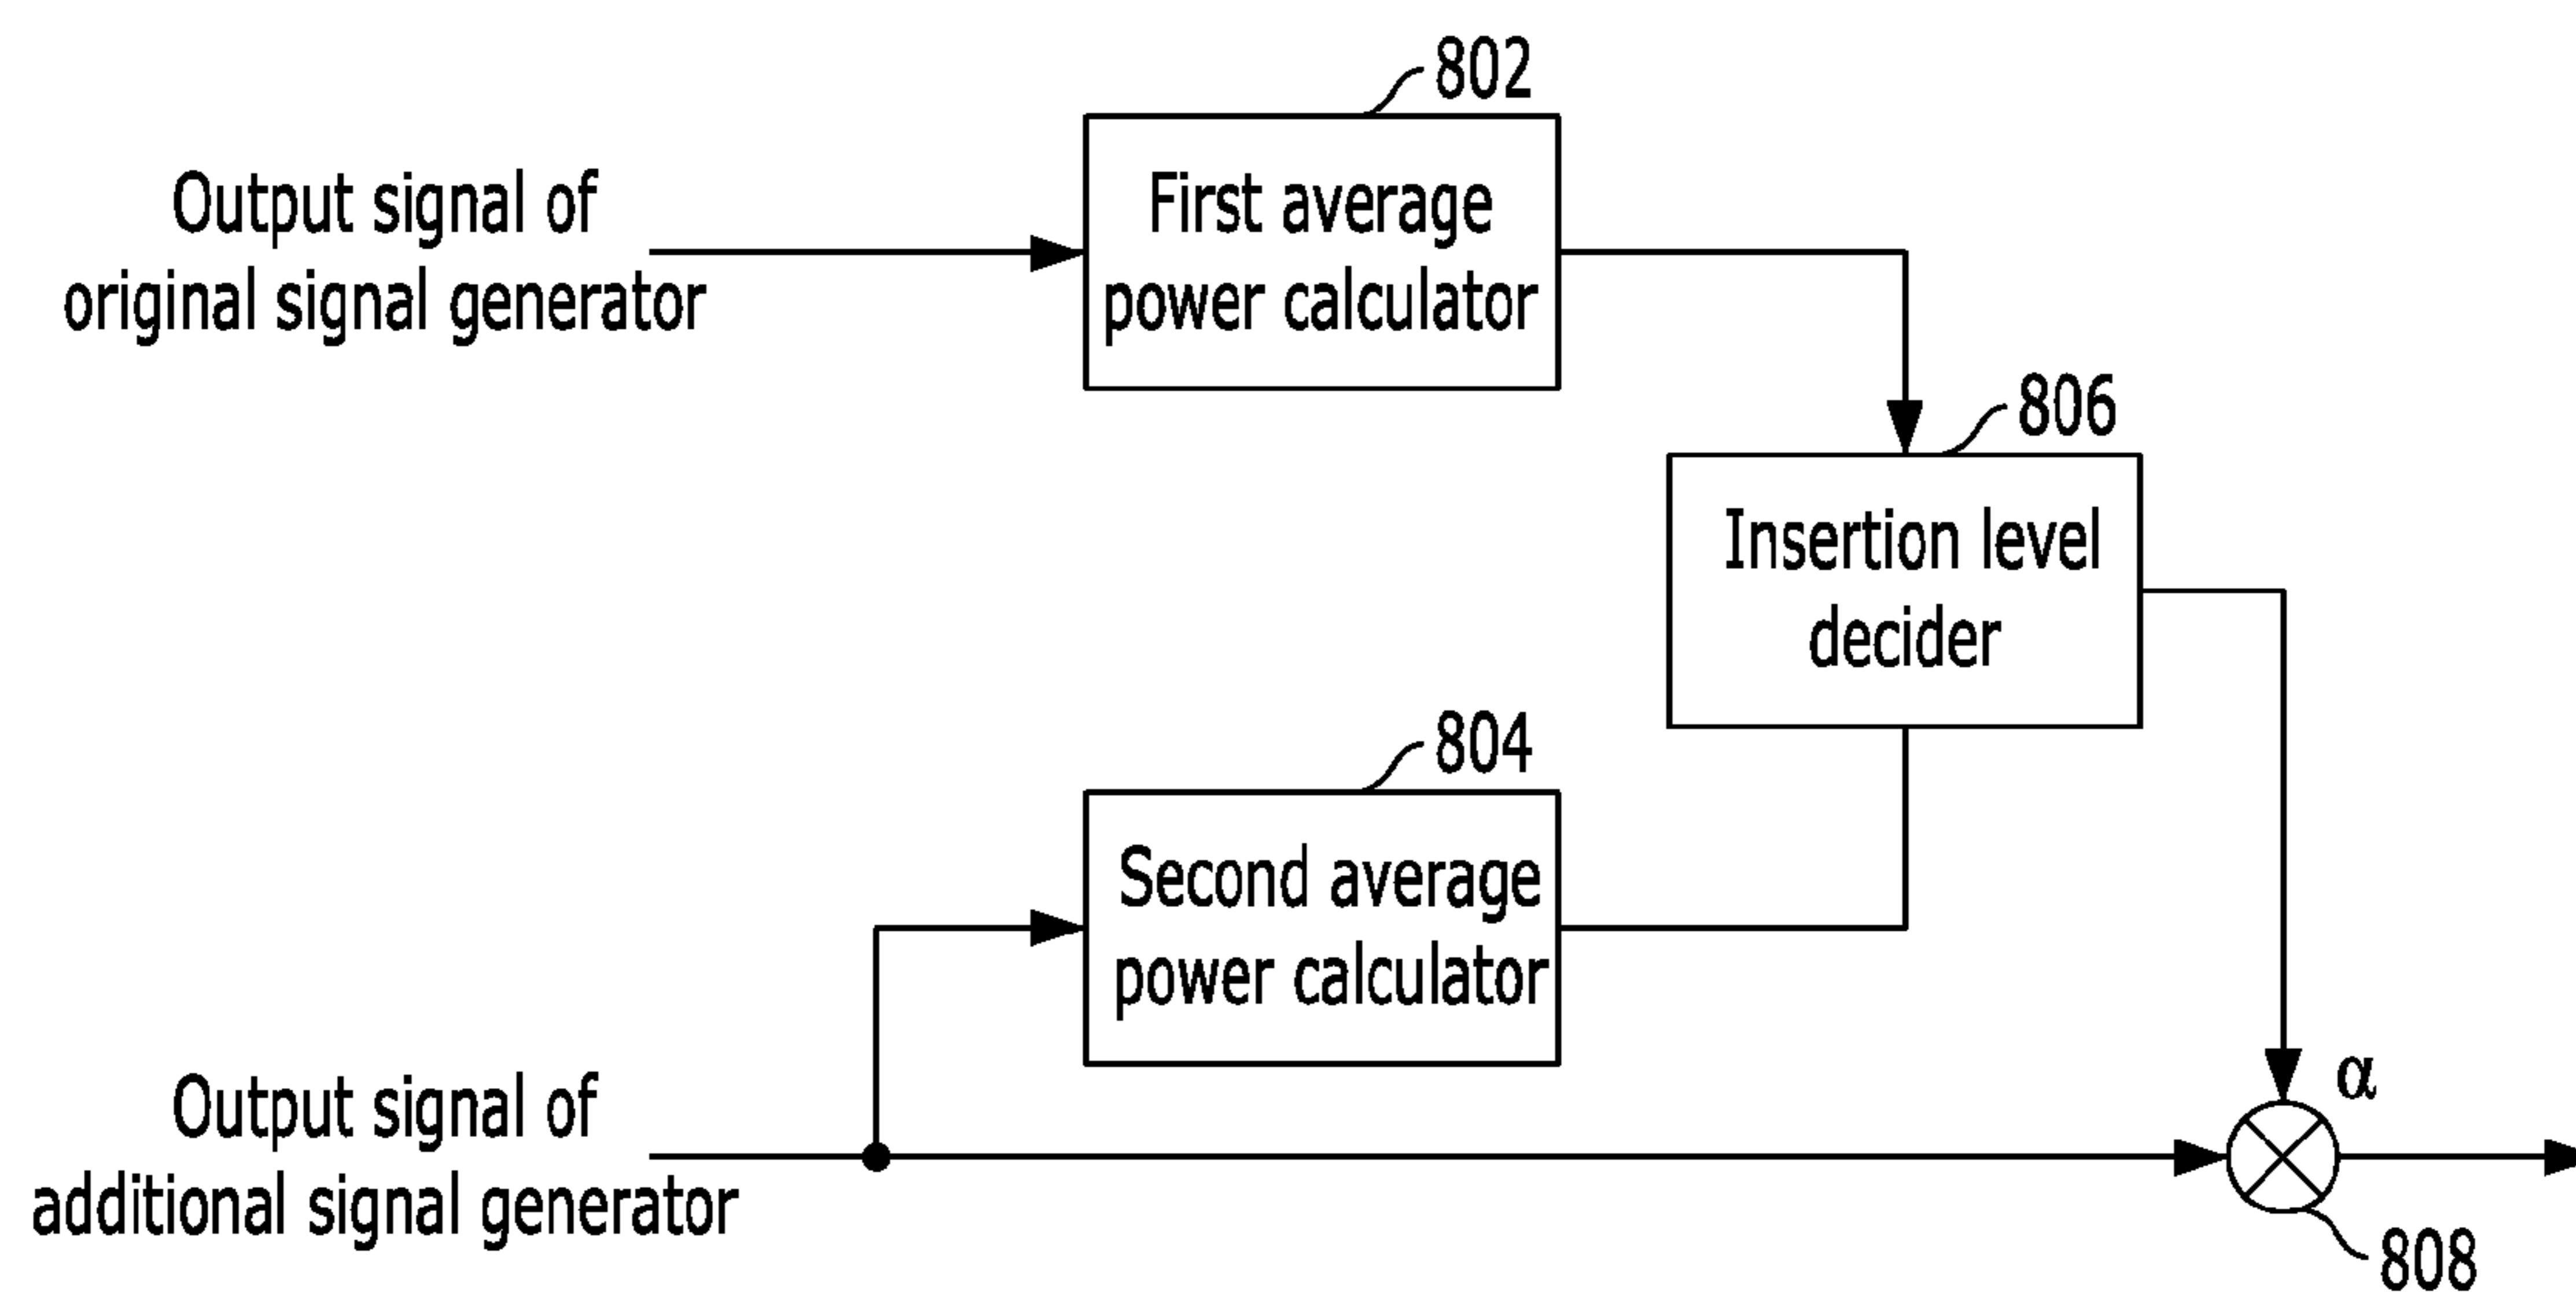 802
Output signal of
original signal generator
First average
power calculator
806
Insertion level
decider
804
Second average
power calculator
Output signal of
additional signal generator
α
808